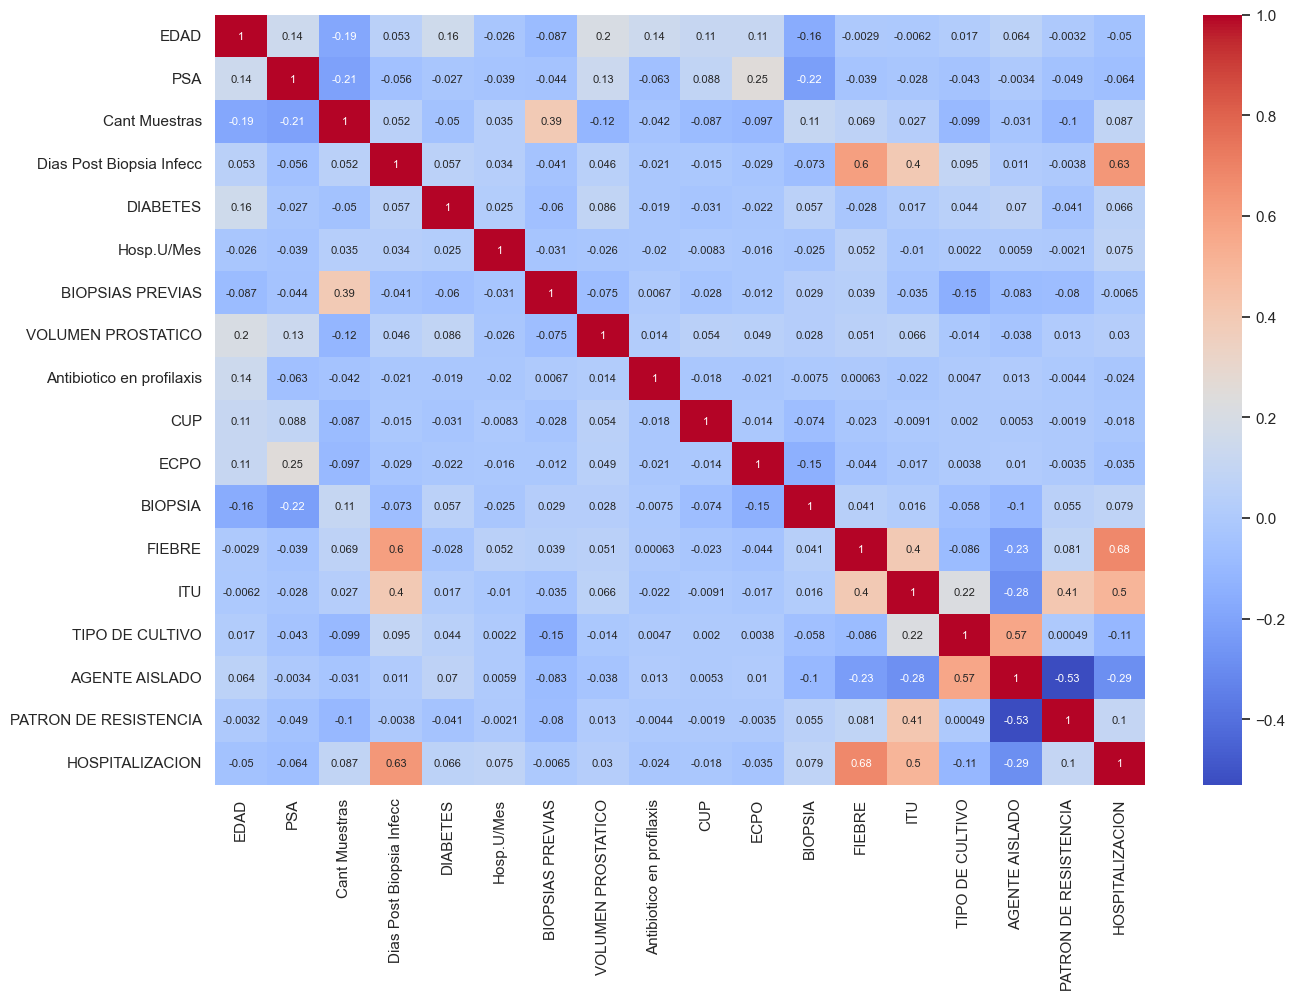 EDAD 1 0.14 -0.19 0.053 0.16 -0.026 -0.087 0.2 0.14 0.11 0.11 -0.16 -0.0029 -0.0062 0.017 0.064 -0.0032 -0.05
PSA 0.14 1 -0.21 -0.056 -0.027 -0.039 -0.044 0.13 -0.063 0.088 0.25 -0.22 -0.039 -0.028 -0.043 -0.0034 -0.049 -0.064
Cant Muestras -0.19 -0.21 1 0.052 -0.05 0.035 0.39 -0.12 -0.042 -0.087 -0.097 0.11 0.069 0.027 -0.099 -0.031 -0.1 0.087
Dias Post Biopsia Infecc 0.053 -0.056 0.052 1 0.057 0.034 -0.041 0.046 -0.021 -0.015 -0.029 -0.073 0.6 0.4 0.095 0.011 -0.0038 0.63
DIABETES 0.16 -0.027 -0.05 0.057 1 0.025 -0.06 0.086 -0.019 -0.031 -0.022 0.057 -0.028 0.017 0.044 0.07 -0.041 0.066
Hosp.U/Mes -0.026 -0.039 0.035 0.034 0.025 1 -0.031 -0.026 -0.02 -0.0083 -0.016 -0.025 0.052 -0.01 0.0022 0.0059 -0.0021 0.075
BIOPSIAS PREVIAS -0.087 -0.044 0.39 -0.041 -0.06 -0.031 1 -0.075 0.0067 -0.028 -0.012 0.029 0.039 -0.035 -0.15 -0.083 -0.08 -0.0065
VOLUMEN PROSTATICO 0.2 0.13 -0.12 0.046 0.086 -0.026 -0.075 1 0.014 0.054 0.049 0.028 0.051 0.066 -0.014 -0.038 0.013 0.03
Antibiotico en profilaxis 0.14 -0.063 -0.042 -0.021 -0.019 -0.02 0.0067 0.014 1 -0.018 -0.021 -0.0075 0.00063 -0.022 0.0047 0.013 -0.0044 -0.024
CUP 0.11 0.088 -0.087 -0.015 -0.031 -0.0083 -0.028 0.054 -0.018 1 -0.014 -0.074 -0.023 -0.0091 0.002 0.0053 -0.0019 -0.018
ECPO 0.11 0.25 -0.097 -0.029 -0.022 -0.016 -0.012 0.049 -0.021 -0.014 1 -0.15 -0.044 -0.017 0.0038 0.01 -0.0035 -0.035
BIOPSIA -0.16 -0.22 0.11 -0.073 0.057 -0.025 0.029 0.028 -0.0075 -0.074 -0.15 1 0.041 0.016 -0.058 -0.1 0.055 0.079
FIEBRE -0.0029 -0.039 0.069 0.6 -0.028 0.052 0.039 0.051 0.00063 -0.023 -0.044 0.041 1 0.4 -0.086 -0.23 0.081 0.68
ITU -0.0062 -0.028 0.027 0.4 0.017 -0.01 -0.035 0.066 -0.022 -0.0091 -0.017 0.016 0.4 1 0.22 -0.28 0.41 0.5
TIPO DE CULTIVO 0.017 -0.043 -0.099 0.095 0.044 0.0022 -0.15 -0.014 0.0047 0.002 0.0038 -0.058 -0.086 0.22 1 0.57 0.00049 -0.11
AGENTE AISLADO 0.064 -0.0034 -0.031 0.011 0.07 0.0059 -0.083 -0.038 0.013 0.0053 0.01 -0.1 -0.23 -0.28 0.57 1 -0.53 -0.29
PATRON DE RESISTENCIA -0.0032 -0.049 -0.1 -0.0038 -0.041 -0.0021 -0.08 0.013 -0.0044 -0.0019 -0.0035 0.055 0.081 0.41 0.00049 -0.53 1 0.1
HOSPITALIZACION -0.05 -0.064 0.087 0.63 0.066 0.075 -0.0065 0.03 -0.024 -0.018 -0.035 0.079 0.68 0.5 -0.11 -0.29 0.1 1
EDAD
PSA
Cant Muestras
Dias Post Biopsia Infecc
DIABETES
Hosp.U/Mes
BIOPSIAS PREVIAS
VOLUMEN PROSTATICO
Antibiotico en profilaxis
CUP
ECPO
BIOPSIA
FIEBRE
ITU
TIPO DE CULTIVO
AGENTE AISLADO
PATRON DE RESISTENCIA
HOSPITALIZACION
1.0
0.8
0.6
0.4
0.2
0.0
−0.2
−0.4